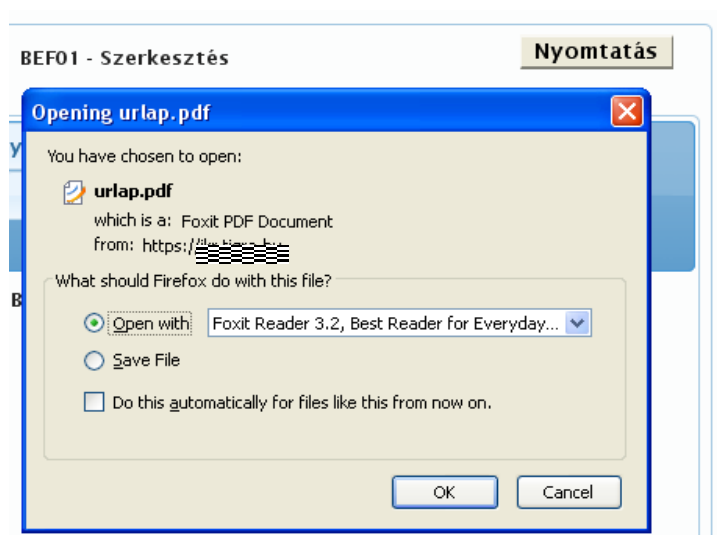 BEF01 - Szerkesztés
Nyomtatás
Opening urlap.pdf
y
You have chosen to open:
urlap.pdf
which is a: Foxit PDF Document
from: https://
What should Firefox do with this file?
B
Open with Foxit Reader 3.2, Best Reader for Everyday...
Save File
Do this automatically for files like this from now on.
OK Cancel